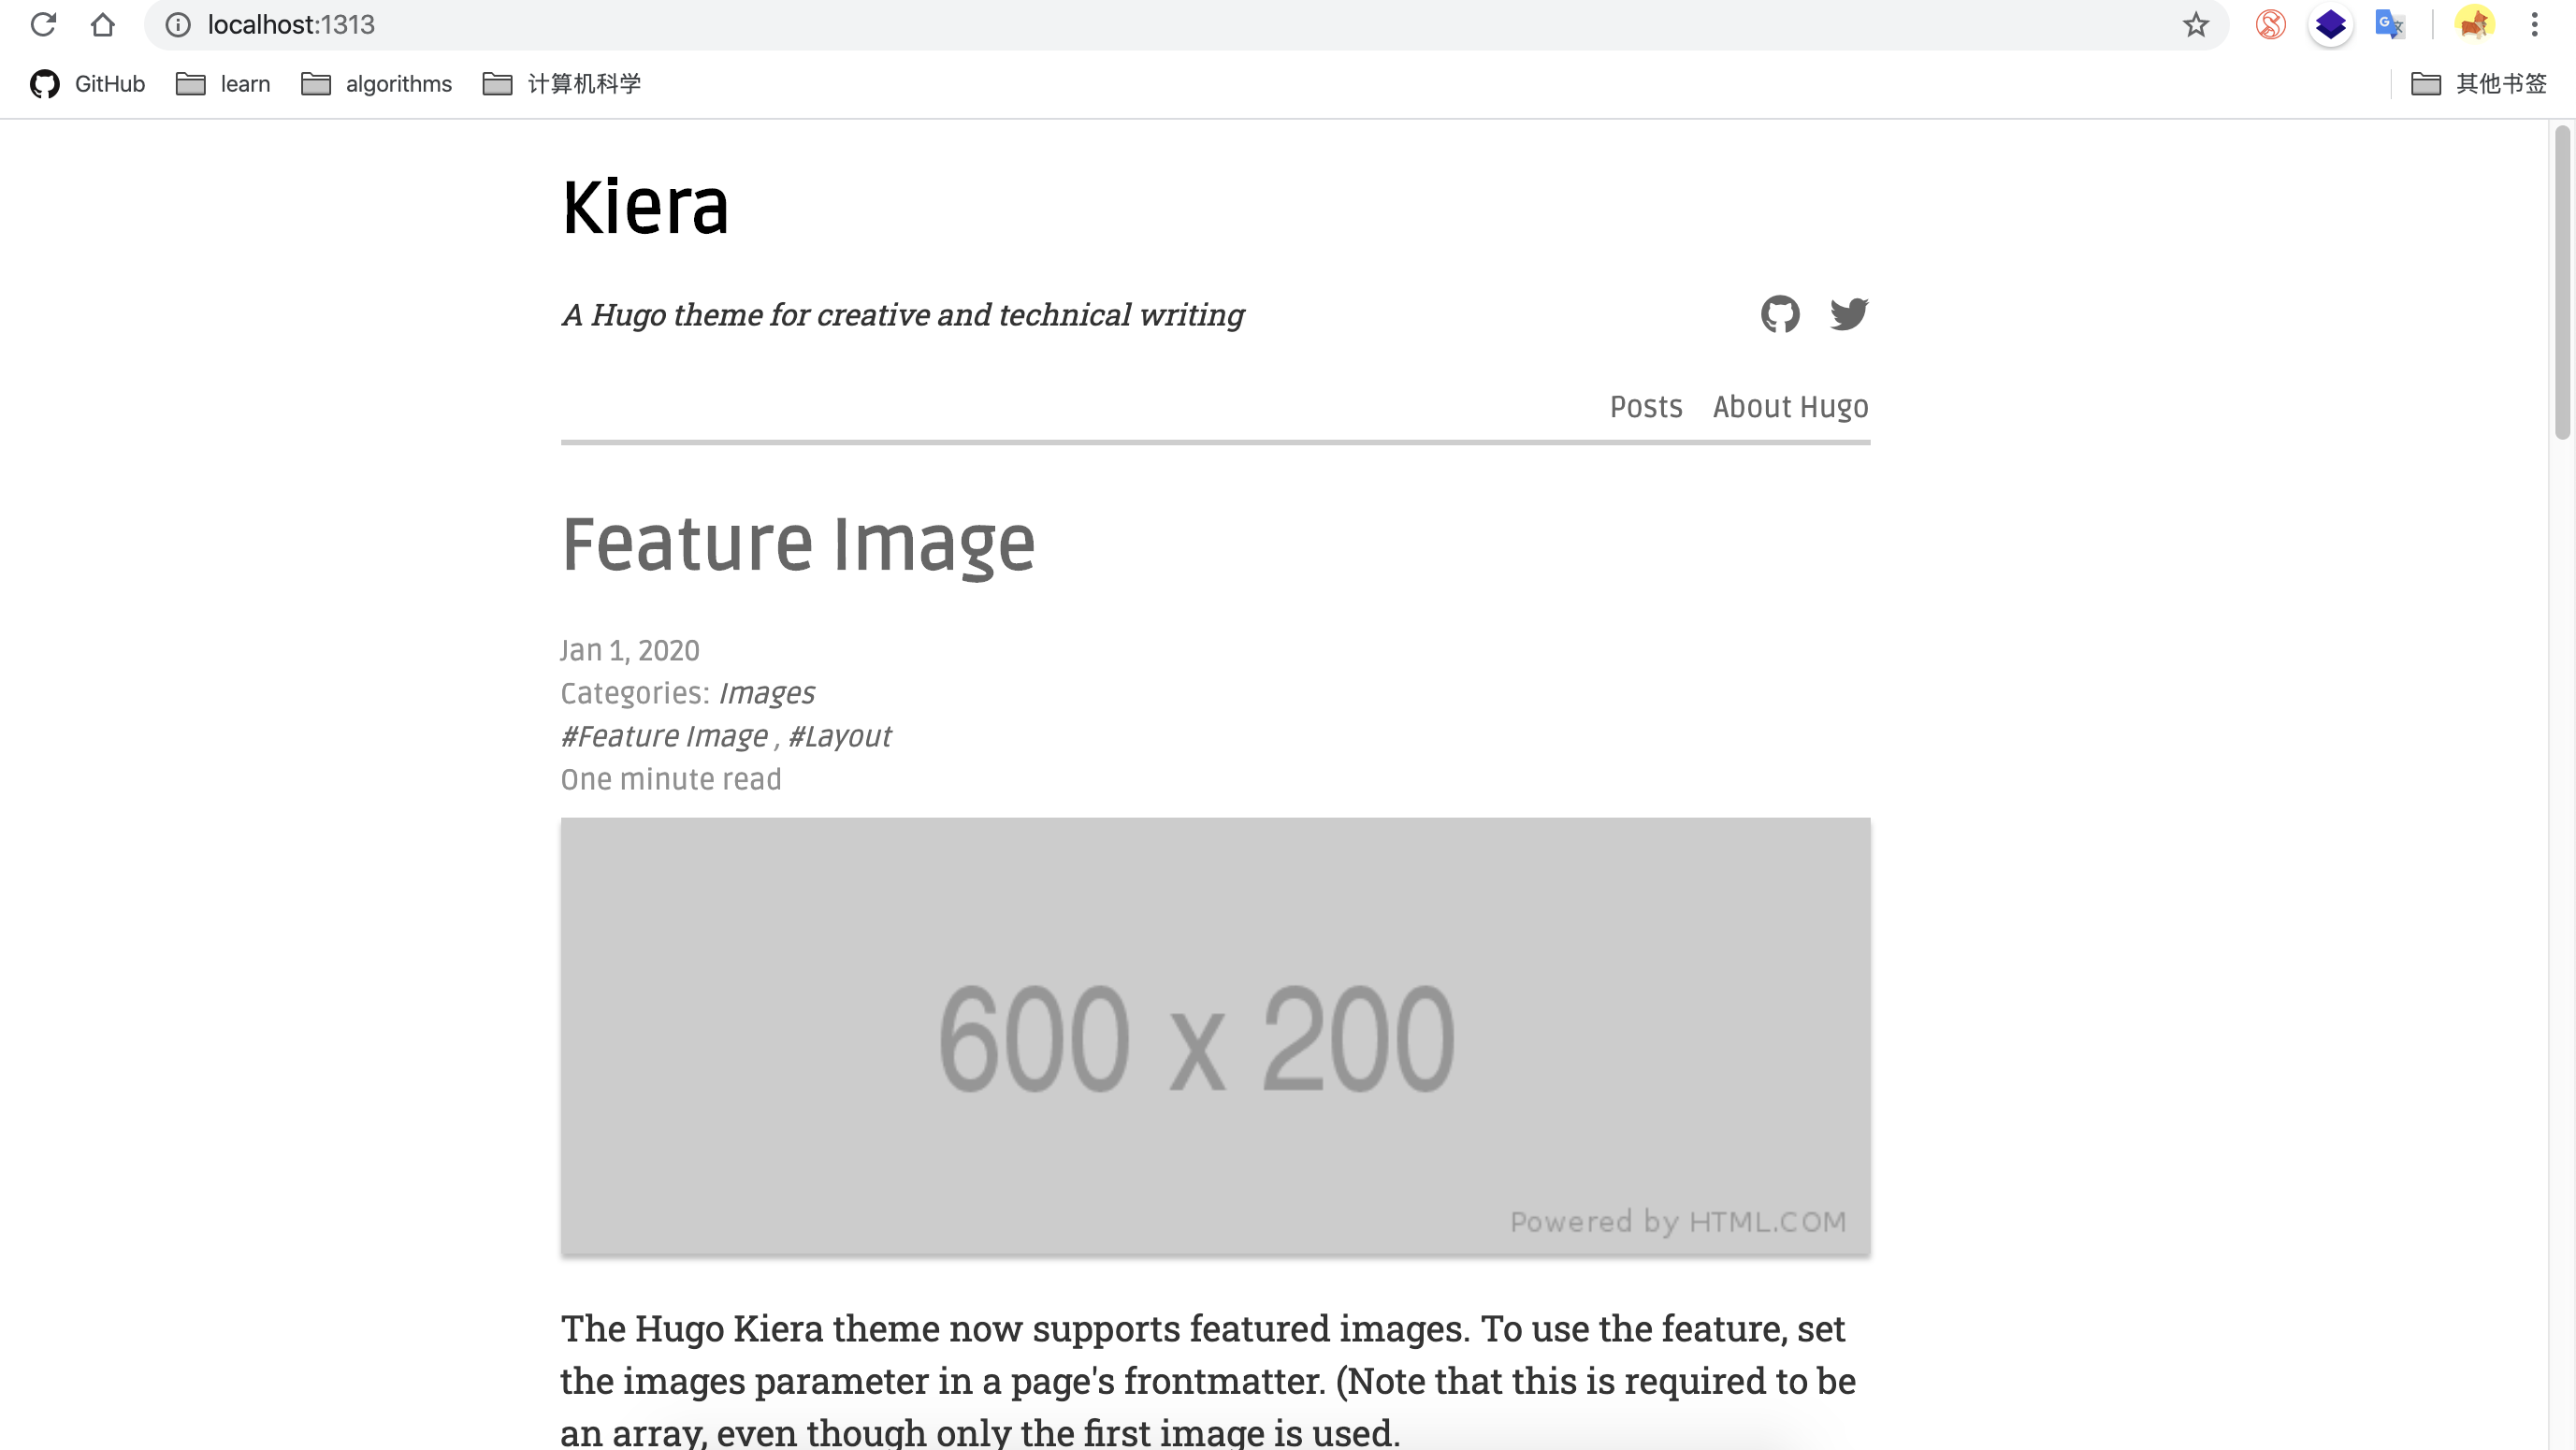 localhost:1313
GitHub learn algorithms 计算机科学 其他书签
Kiera
A Hugo theme for creative and technical writing
Posts About Hugo
Feature Image
Jan 1, 2020
Categories: Images
#Feature Image , #Layout
One minute read
600 x 200
Powered by HTML.COM
The Hugo Kiera theme now supports featured images. To use the feature, set
the images parameter in a page's frontmatter. (Note that this is required to be
an array, even though only the first image is used.